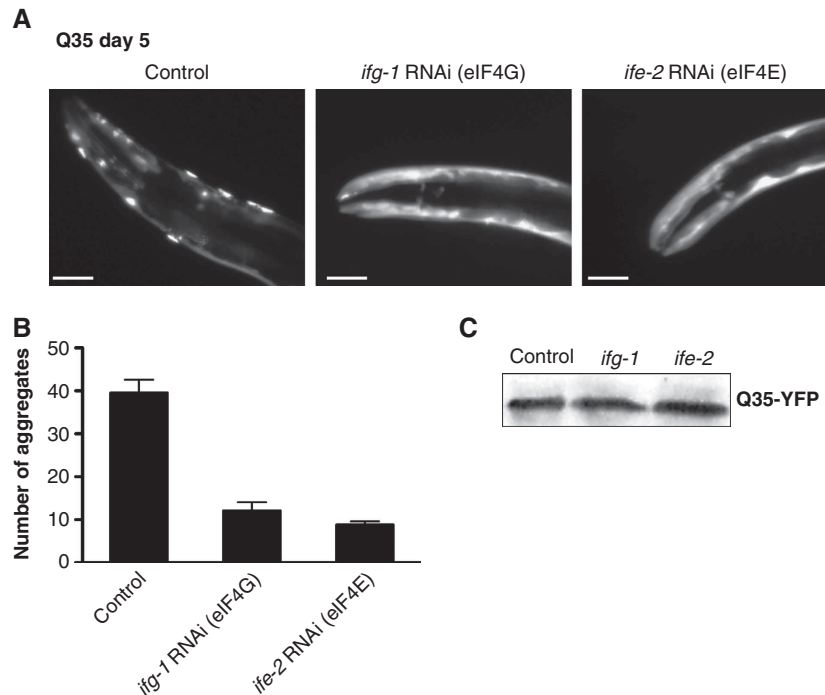 A
Q35 day 5
Control
ifg-1 RNAi (eIF4G)
ife-2 RNAi (eIF4E)
B
Number of aggregates
50
40
30
20
10
0
Control
ifg-1 RNAi (eIF4G)
ife-2 RNAi (eIF4E)
C
Control ifg-1 ife-2
Q35-YFP